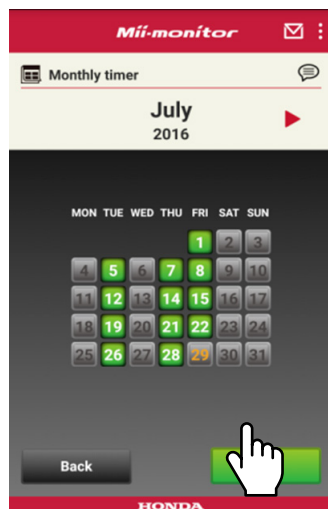 Mii-monitor
Monthly timer
July
2016
MON TUE WED THU FRI SAT SUN
1 2 3
4 5 6 7 8 9 10
11 12 13 14 15 16 17
18 19 20 21 22 23 24
25 26 27 28 29 30 31
Back
HONDA